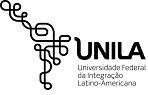 UNILA
Universidade Federal
da Integração
Latino-Americana